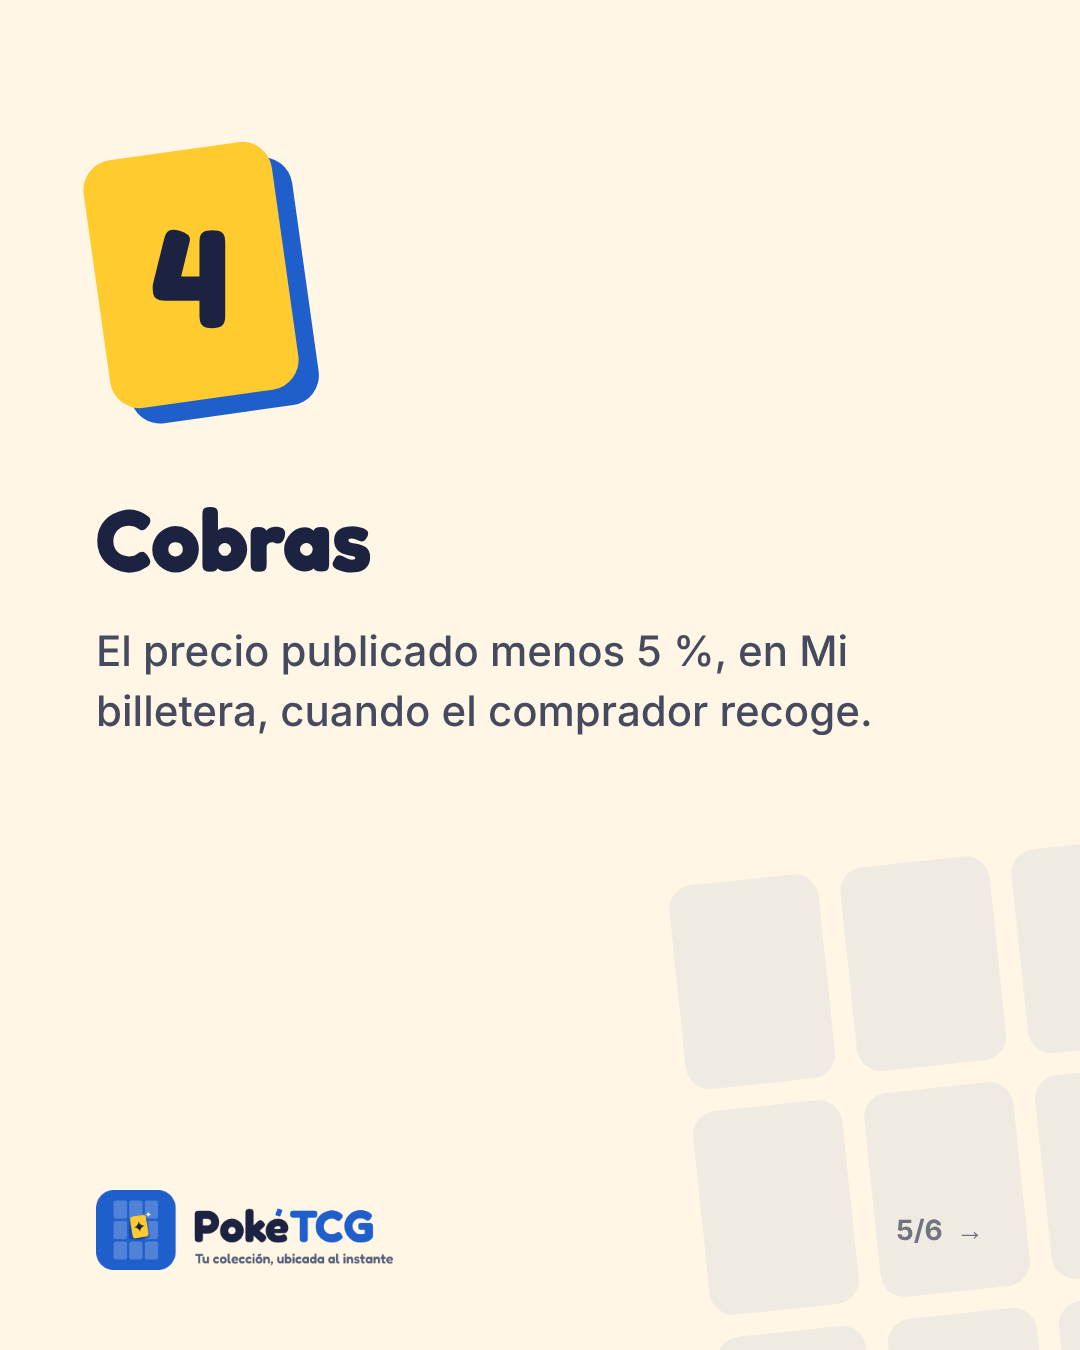 4
Cobras
El precio publicado menos 5 %, en Mi
billetera, cuando el comprador recoge.
PokéTCG
Tu colección, ubicada al instante
5/6 →